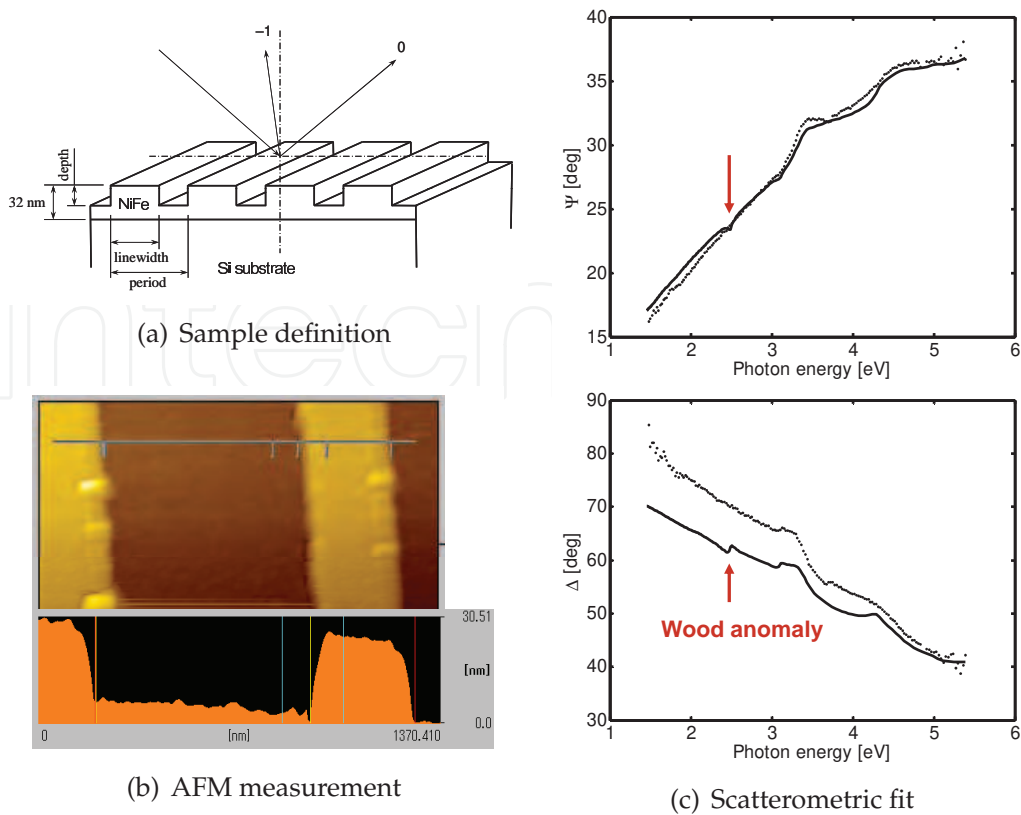 −1
0
depth
32 nm
NiFe
linewidth
period
Si substrate
(a) Sample definition
30.51
[nm]
0.0
0
[nm]
1370.410
(b) AFM measurement
40
35
30
25
20
15
Ψ [deg]
1 2 3 4 5 6
Photon energy [eV]
90
80
70
60
50
40
30
Δ [deg]
Wood anomaly
1 2 3 4 5 6
Photon energy [eV]
(c) Scatterometric fit